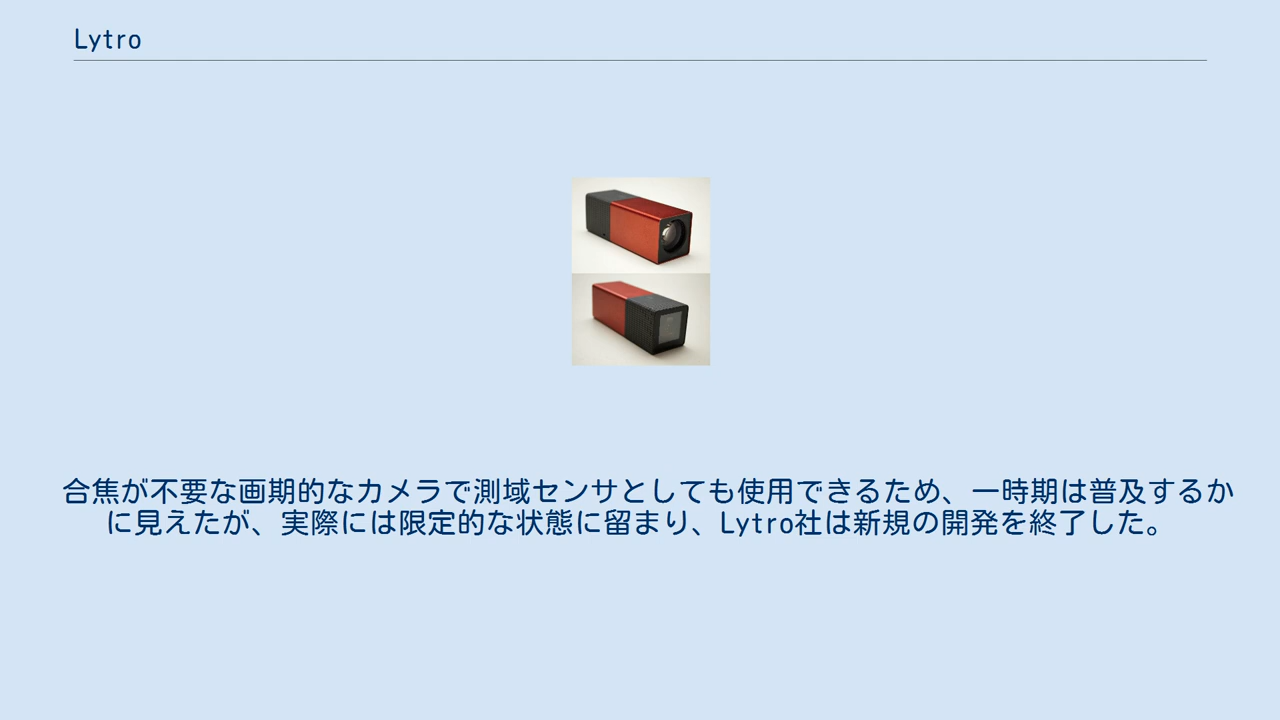 Lytro
合焦が不要な画期的なカメラで測域センサとしても使用できるため、一時期は普及するか
に見えたが、実際には限定的な状態に留まり、Lytro社は新規の開発を終了した。